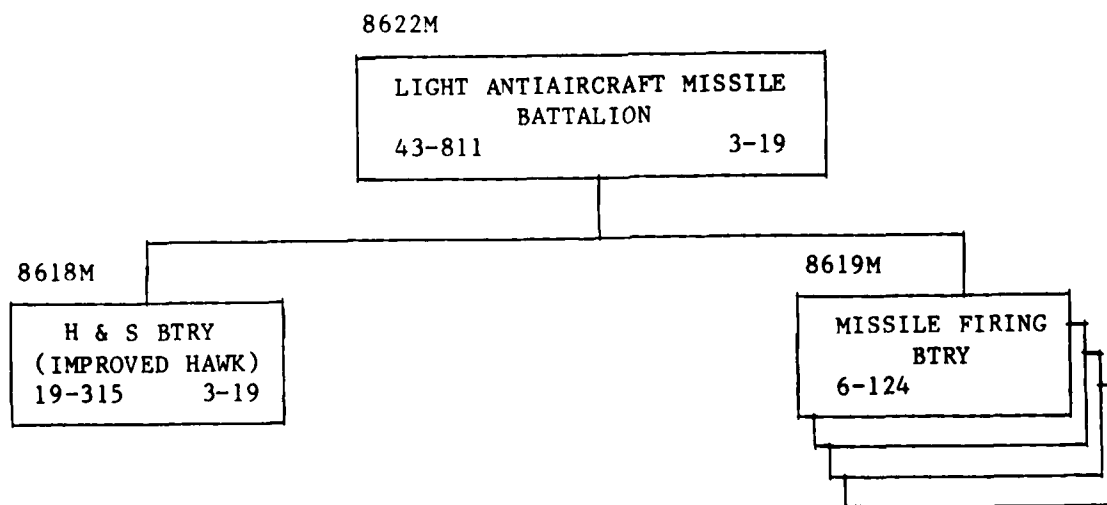 8622M
LIGHT ANTIAIRCRAFT MISSILE
BATTALION
43-811 3-19
8618M
H & S BTRY
(IMPROVED HAWK)
19-315 3-19
8619M
MISSILE FIRING
BTRY
6-124